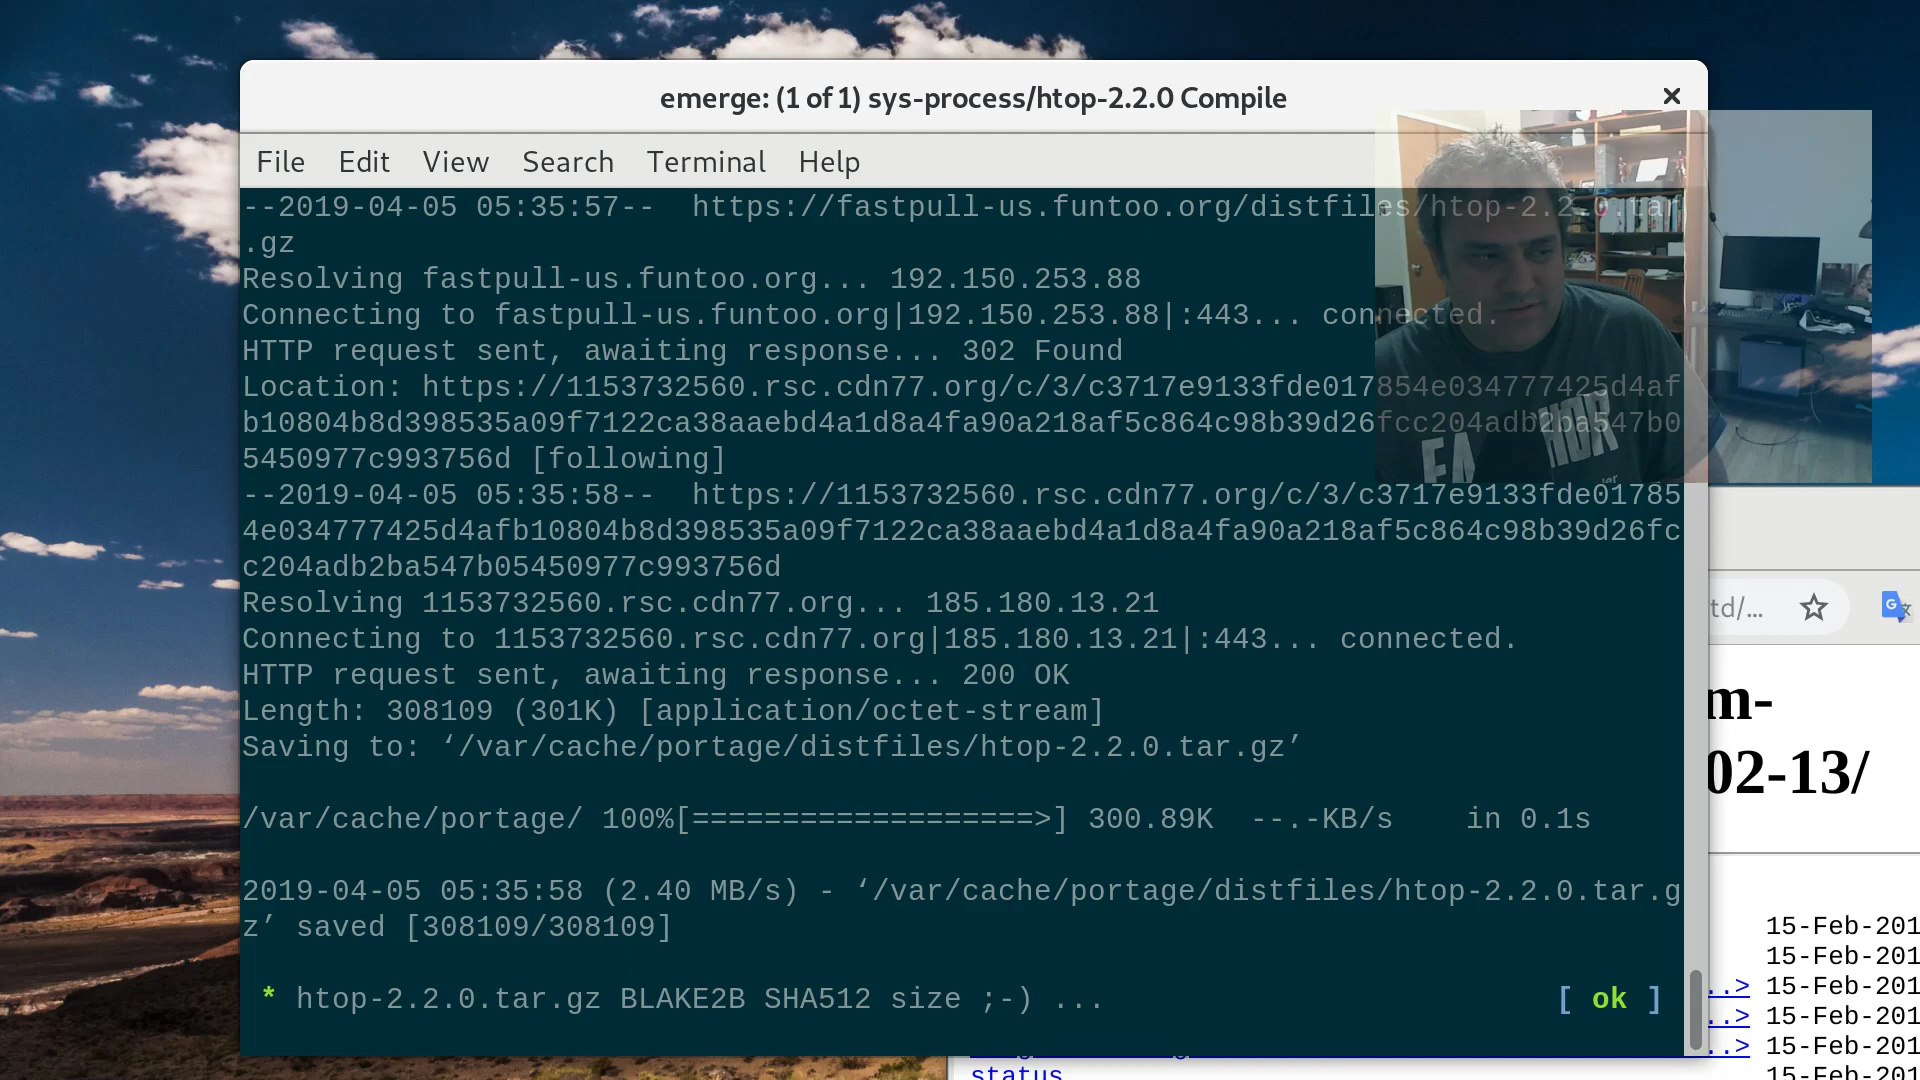 emerge: (1 of 1) sys-process/htop-2.2.0 Compile
File Edit View Search Terminal Help
--2019-04-05 05:35:57--  https://fastpull-us.funtoo.org/distfiles/htop-2.2.0.tar
.gz
Resolving fastpull-us.funtoo.org... 192.150.253.88
Connecting to fastpull-us.funtoo.org|192.150.253.88|:443... connected.
HTTP request sent, awaiting response... 302 Found
Location: https://1153732560.rsc.cdn77.org/c/3/c3717e9133fde017854e034777425d4af
b10804b8d398535a09f7122ca38aaebd4a1d8a4fa90a218af5c864c98b39d26fcc204adb2ba547b0
5450977c993756d [following]
--2019-04-05 05:35:58--  https://1153732560.rsc.cdn77.org/c/3/c3717e9133fde01785
4e034777425d4afb10804b8d398535a09f7122ca38aaebd4a1d8a4fa90a218af5c864c98b39d26fc
c204adb2ba547b05450977c993756d
Resolving 1153732560.rsc.cdn77.org... 185.180.13.21
Connecting to 1153732560.rsc.cdn77.org|185.180.13.21|:443... connected.
HTTP request sent, awaiting response... 200 OK
Length: 308109 (301K) [application/octet-stream]
Saving to: ‘/var/cache/portage/distfiles/htop-2.2.0.tar.gz’
/var/cache/portage/ 100%[===================>] 300.89K  --.-KB/s    in 0.1s
2019-04-05 05:35:58 (2.40 MB/s) - ‘/var/cache/portage/distfiles/htop-2.2.0.tar.g
z’ saved [308109/308109]
* htop-2.2.0.tar.gz BLAKE2B SHA512 size ;-) ... [ ok ]
td/...
m-
02-13/
15-Feb-201
15-Feb-201
..> 15-Feb-201
..> 15-Feb-201
..> 15-Feb-201
status 15-Feb-201